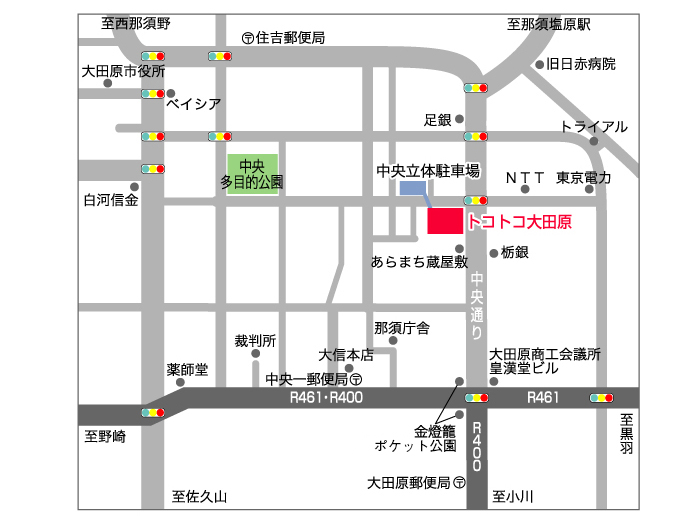 至西那須野
至那須塩原駅
〒住吉郵便局
旧日赤病院
大田原市役所
ベイシア
足銀
トライアル
中央
多目的公園
中央立体駐車場
NTT
東京電力
白河信金
トコトコ大田原
あらまち蔵屋敷
栃銀
中央通り
那須庁舎
裁判所
大信本店
大田原商工会議所
皇漢堂ビル
薬師堂
中央一郵便局〒
R461・R400
R461
至野崎
金燈籠
ポケット公園
R400
至黒羽
大田原郵便局〒
至佐久山
至小川